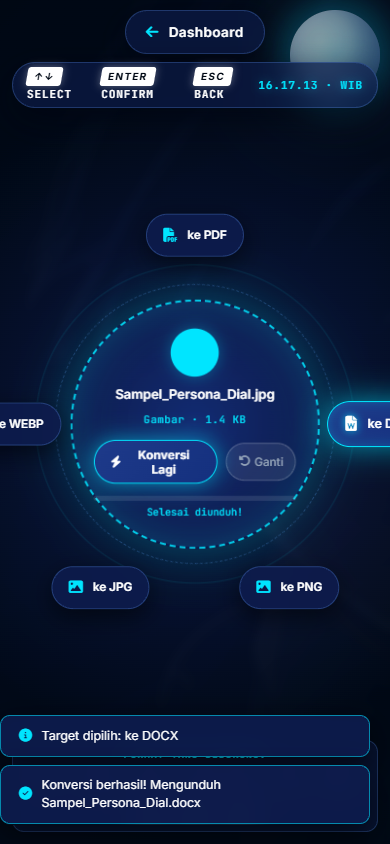 Dashboard
↑↓ ENTER ESC
SELECT CONFIRM BACK 16.17.13 · WIB
ke PDF
Sampel_Persona_Dial.jpg
Gambar · 1.4 KB
e WEBP
ke D
Konversi
Lagi
Ganti
Selesai diunduh!
ke JPG
ke PNG
Target dipilih: ke DOCX
Konversi berhasil! Mengunduh
Sampel_Persona_Dial.docx